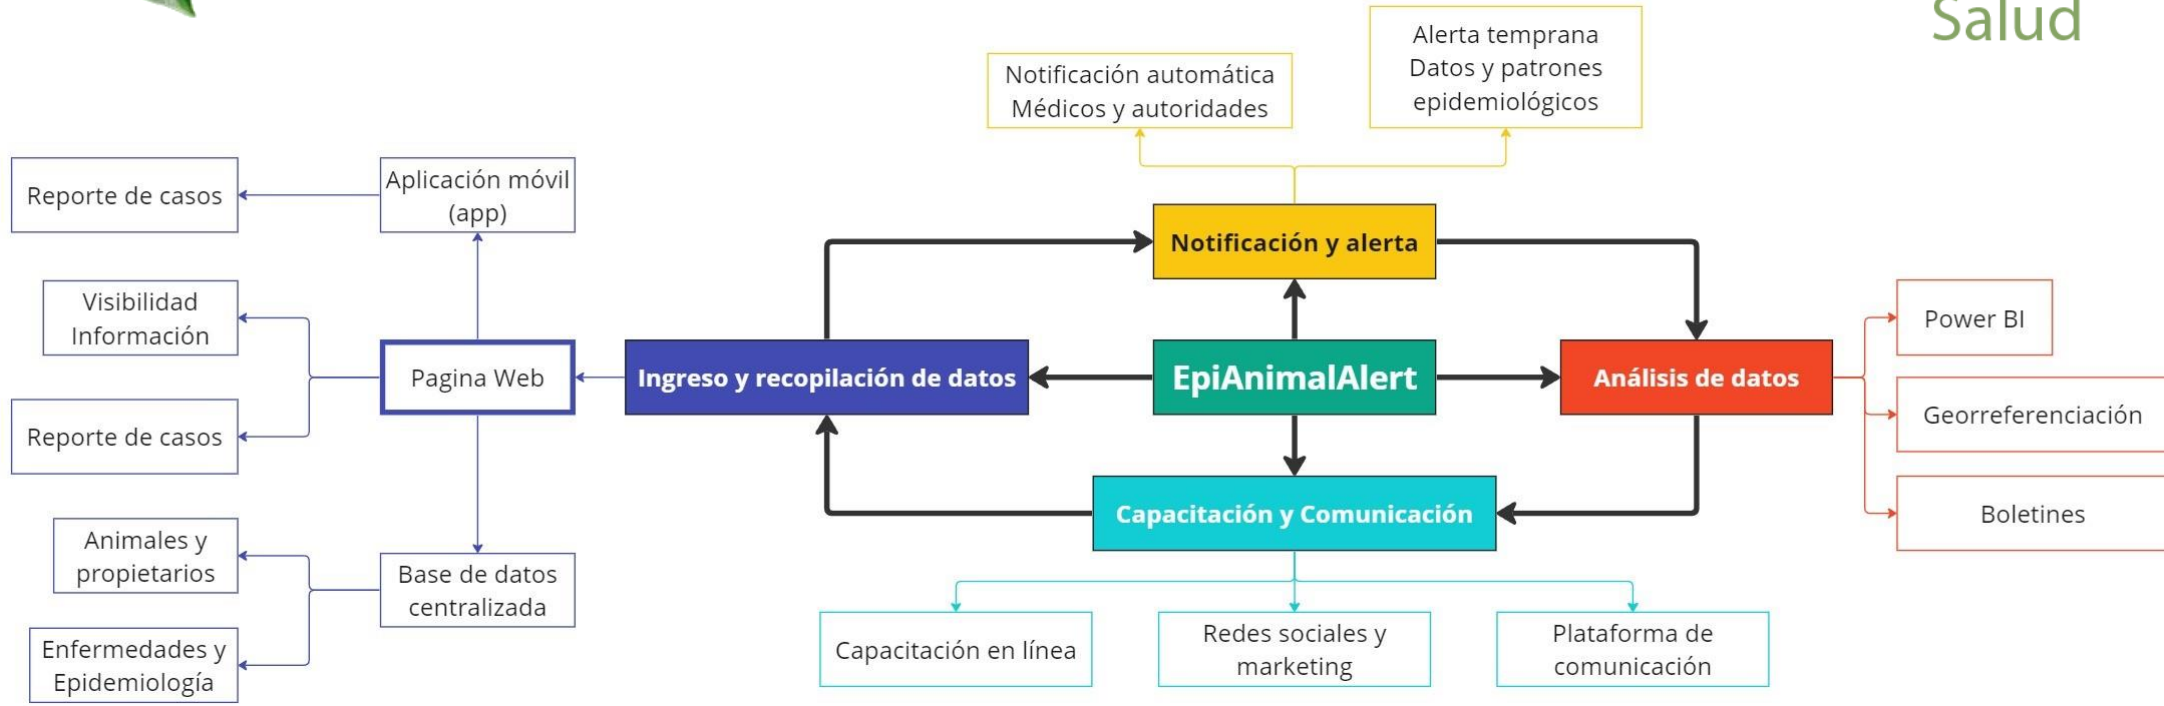 Salud
Alerta temprana
Datos y patrones
epidemiológicos
Notificación automática
Médicos y autoridades
Reporte de casos
Aplicación móvil
(app)
Notificación y alerta
Visibilidad
Información
Pagina Web
Ingreso y recopilación de datos
EpiAnimalAlert
Análisis de datos
Power BI
Georreferenciación
Boletines
Reporte de casos
Capacitación y Comunicación
Animales y
propietarios
Base de datos
centralizada
Enfermedades y
Epidemiología
Capacitación en línea
Redes sociales y
marketing
Plataforma de
comunicación